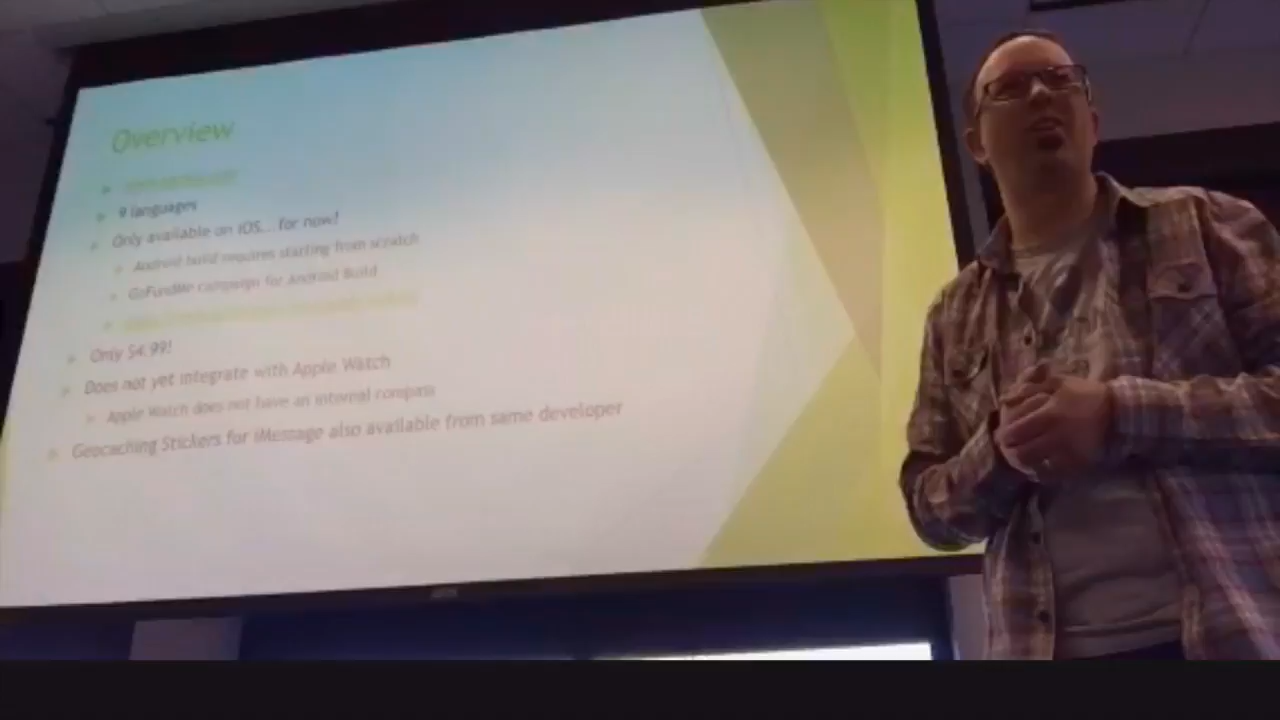 Overview
9 languages
Only available on iOS... for now!
Android build requires starting from scratch
GoFundMe campaign for Android Build
Only $4.99!
Does not yet integrate with Apple Watch
Apple Watch does not have an internal compass
Geocaching Stickers for iMessage also available from same developer